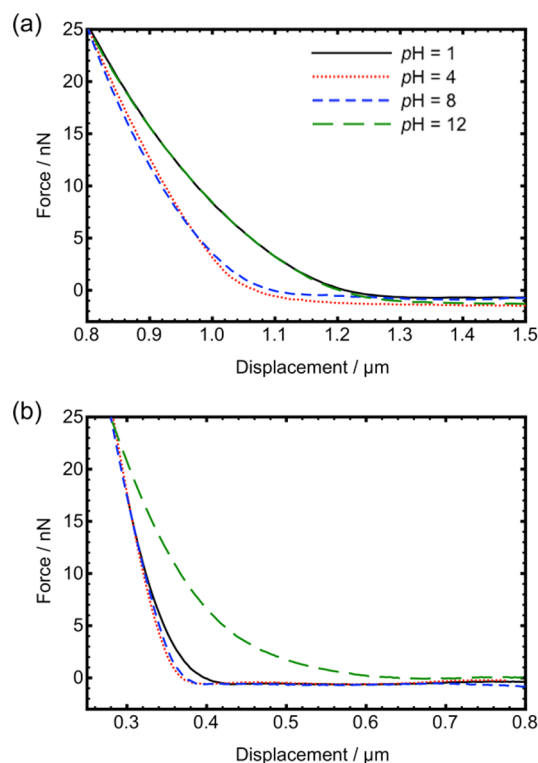 (a)
25
20
15
10
5
0
Force / nN
pH = 1
pH = 4
pH = 8
pH = 12
0.8 0.9 1.0 1.1 1.2 1.3 1.4 1.5
Displacement / µm
(b)
25
20
15
10
5
0
Force / nN
0.3 0.4 0.5 0.6 0.7 0.8
Displacement / µm